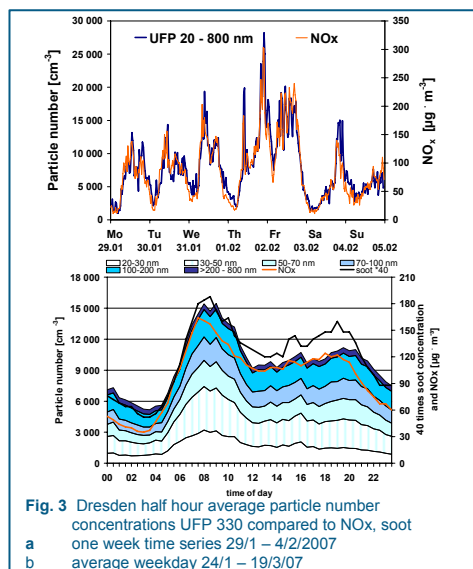 30 000
25 000
20 000
15 000
10 000
5 000
0
Particle number [cm-3]
UFP 20 - 800 nm
NOx
350
300
250
200
150
100
50
0
NOx [µg · m-3]
Mo Tu We Th Fr Sa Su
29.01 30.01 31.01 01.02 02.02 03.02 04.02 05.02
20-30 nm 30-50 nm 50-70 nm 70-100 nm
100-200 nm >200 - 800 nm NOx soot *40
18 000
15 000
12 000
9 000
6 000
3 000
0
Particle number [cm-3]
210
180
150
120
90
60
30
0
40 times soot concentration
and NOx [µg · m-3]
00 02 04 06 08 10 12 14 16 18 20 22
time of day
Fig. 3 Dresden half hour average particle number
concentrations UFP 330 compared to NOx, soot
a one week time series 29/1 – 4/2/2007
b average weekday 24/1 – 19/3/07